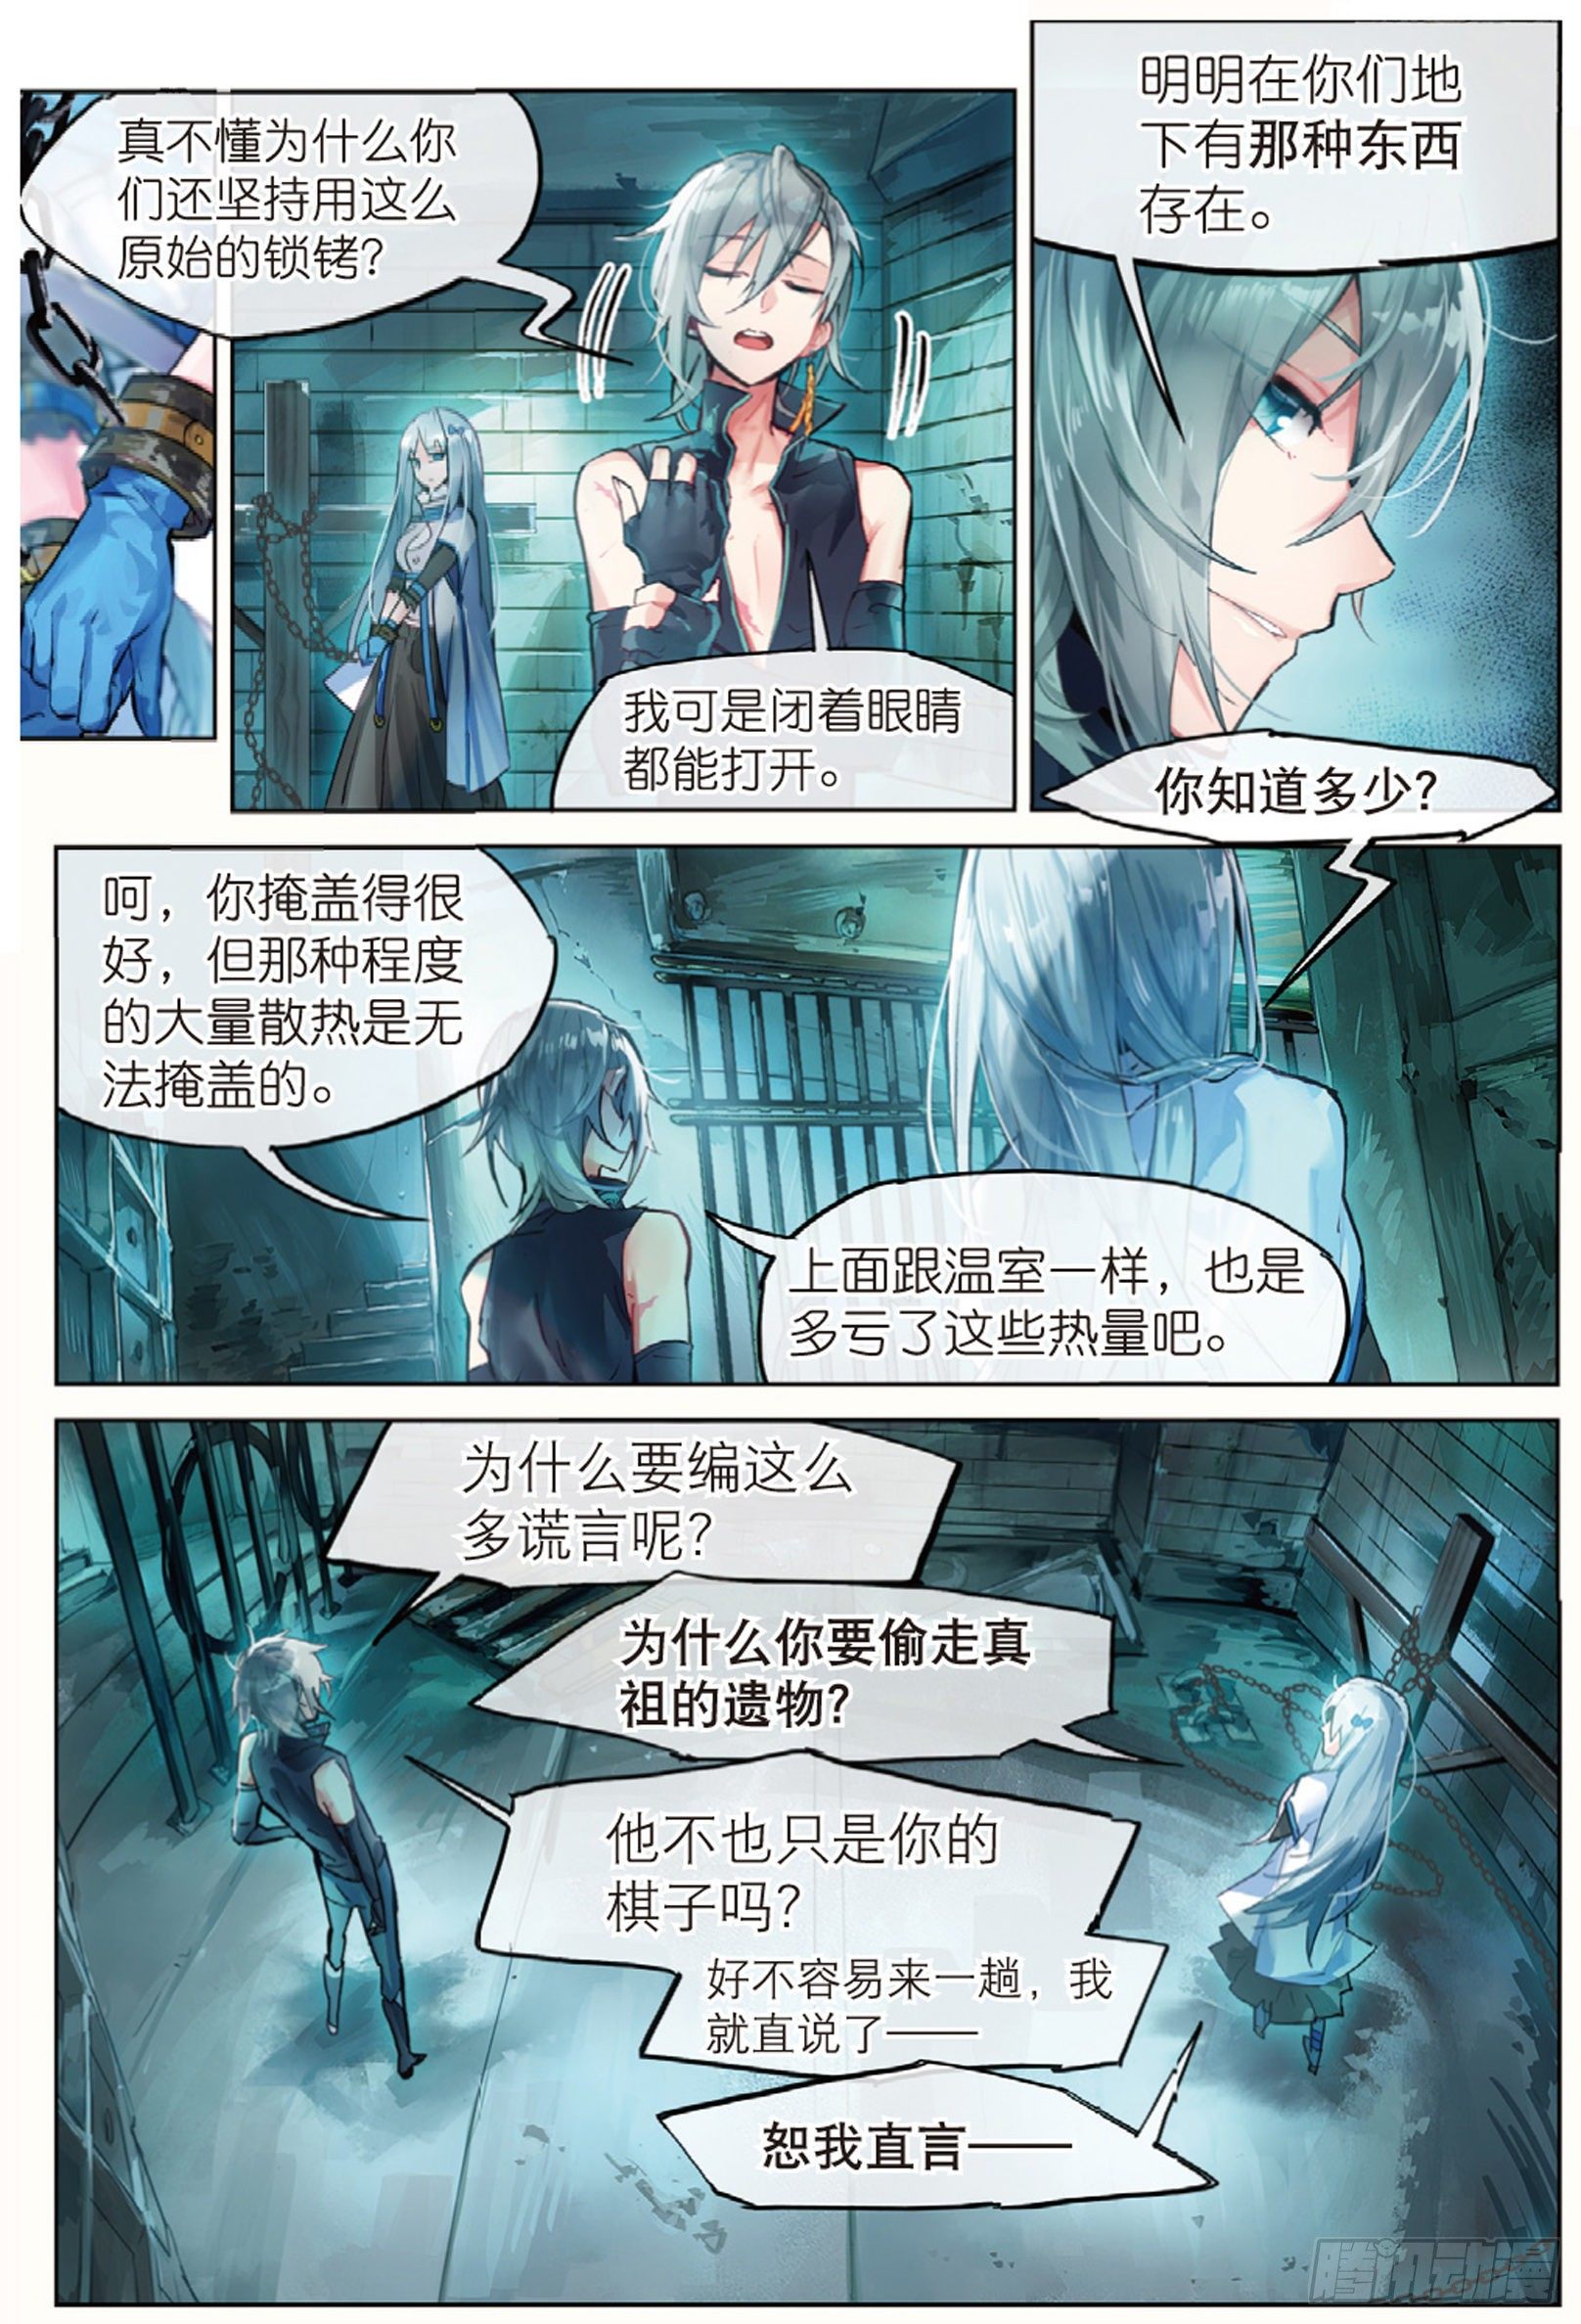 真不懂为什么你
们还坚持用这么
原始的锁铐？
我可是闭着眼睛
都能打开。
明明在你们地
下有那种东西
存在。
你知道多少？
呵，你掩盖得很
好，但那种程度
的大量散热是无
法掩盖的。
上面跟温室一样，也是
多亏了这些热量吧。
为什么要编这么
多谎言呢？
为什么你要偷走真
祖的遗物？
他不也只是你的
棋子吗？
好不容易来一趟，我
就直说了——
恕我直言——
腾讯动漫